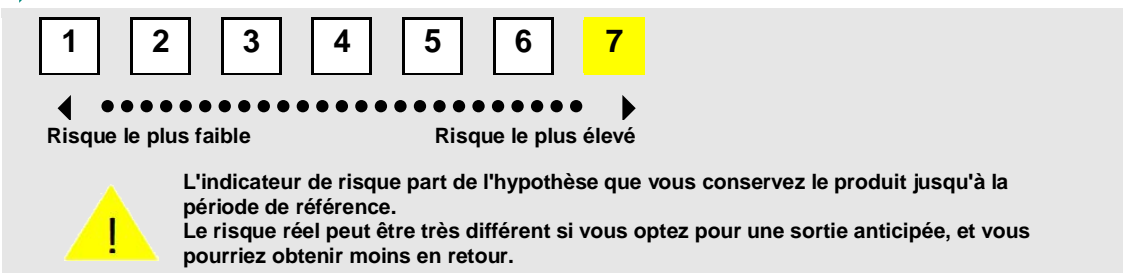 1 2 3 4 5 6 7
Risque le plus faible Risque le plus élevé
L'indicateur de risque part de l'hypothèse que vous conservez le produit jusqu'à la
période de référence.
! Le risque réel peut être très différent si vous optez pour une sortie anticipée, et vous
pourriez obtenir moins en retour.